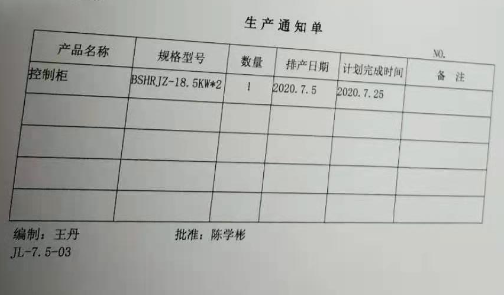 生产通知单
NO.
产品名称 规格型号 数量 排产日期 计划完成时间 备 注
控制柜 BSHRJZ-18.5KW*2 1 2020.7.5 2020.7.25
编制：王丹 批准：陈学彬
JL-7.5-03